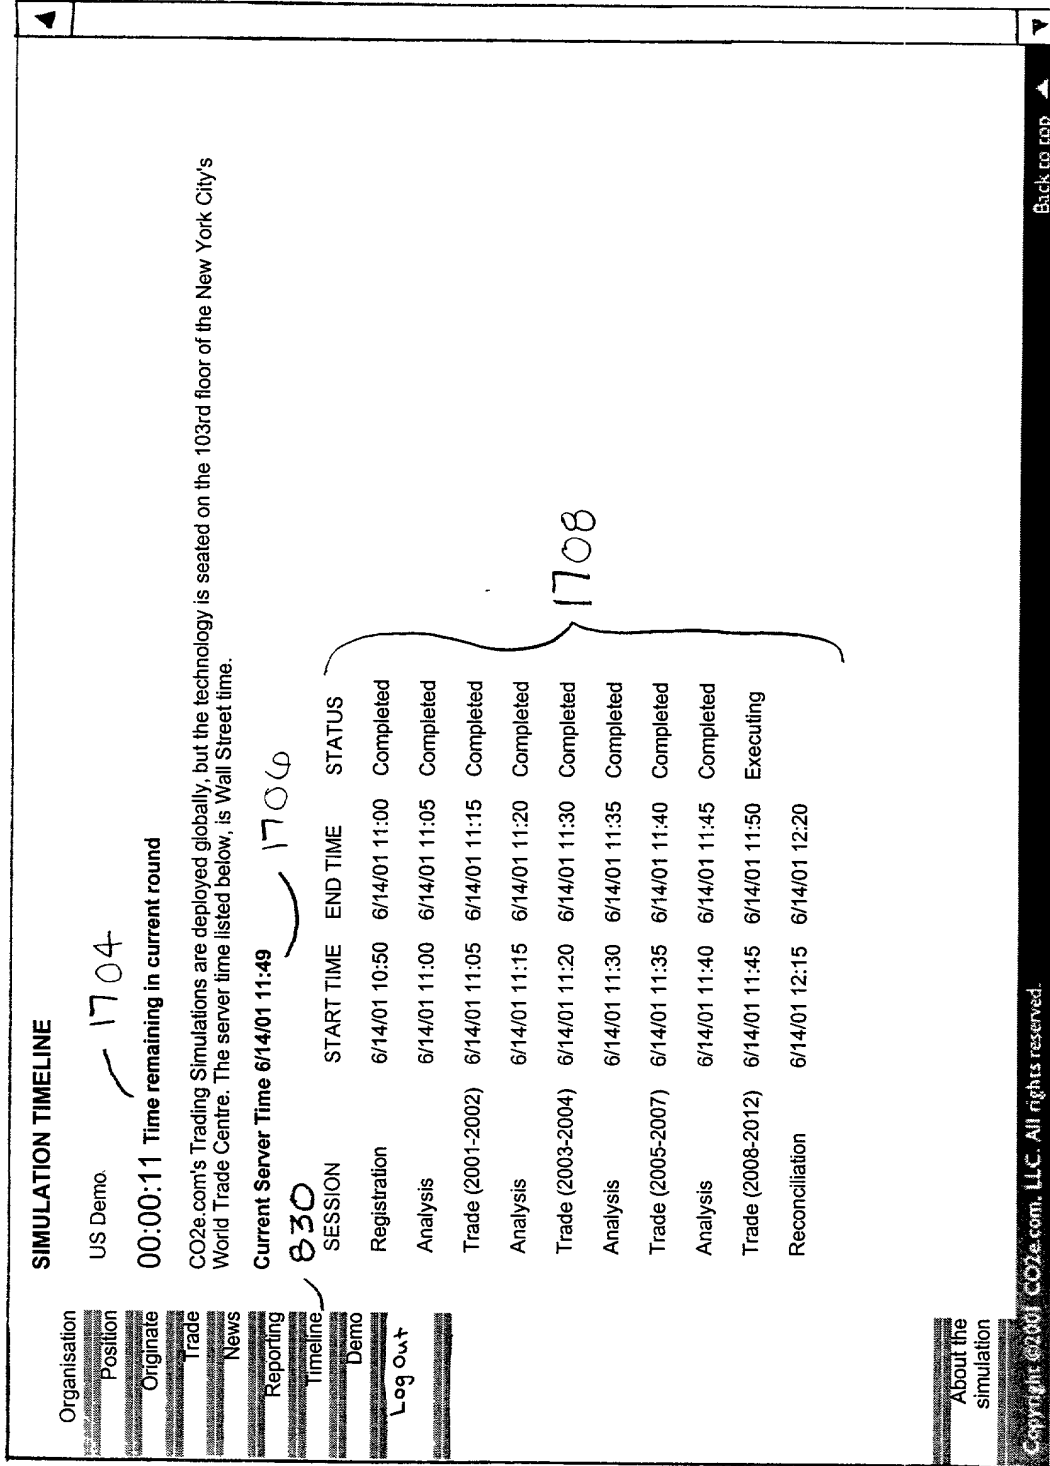 Organisation
Position
Originate
Trade
News
Reporting
Timeline
Demo
Log Out
About the
simulation
SIMULATION TIMELINE
US Demo
1704
00:00:11 Time remaining in current round
CO2e.com's Trading Simulations are deployed globally, but the technology is seated on the 103rd floor of the New York City's
World Trade Centre. The server time listed below, is Wall Street time.
Current Server Time 6/14/01 11:49
1706
830
SESSION START TIME END TIME STATUS
Registration 6/14/01 10:50 6/14/01 11:00 Completed
Analysis 6/14/01 11:00 6/14/01 11:05 Completed
Trade (2001-2002) 6/14/01 11:05 6/14/01 11:15 Completed
Analysis 6/14/01 11:15 6/14/01 11:20 Completed
Trade (2003-2004) 6/14/01 11:20 6/14/01 11:30 Completed
Analysis 6/14/01 11:30 6/14/01 11:35 Completed
Trade (2005-2007) 6/14/01 11:35 6/14/01 11:40 Completed
Analysis 6/14/01 11:40 6/14/01 11:45 Completed
Trade (2008-2012) 6/14/01 11:45 6/14/01 11:50 Executing
Reconciliation 6/14/01 12:15 6/14/01 12:20
1708
Copyright ©2001 CO2e.com, LLC. All rights reserved.
Back to top